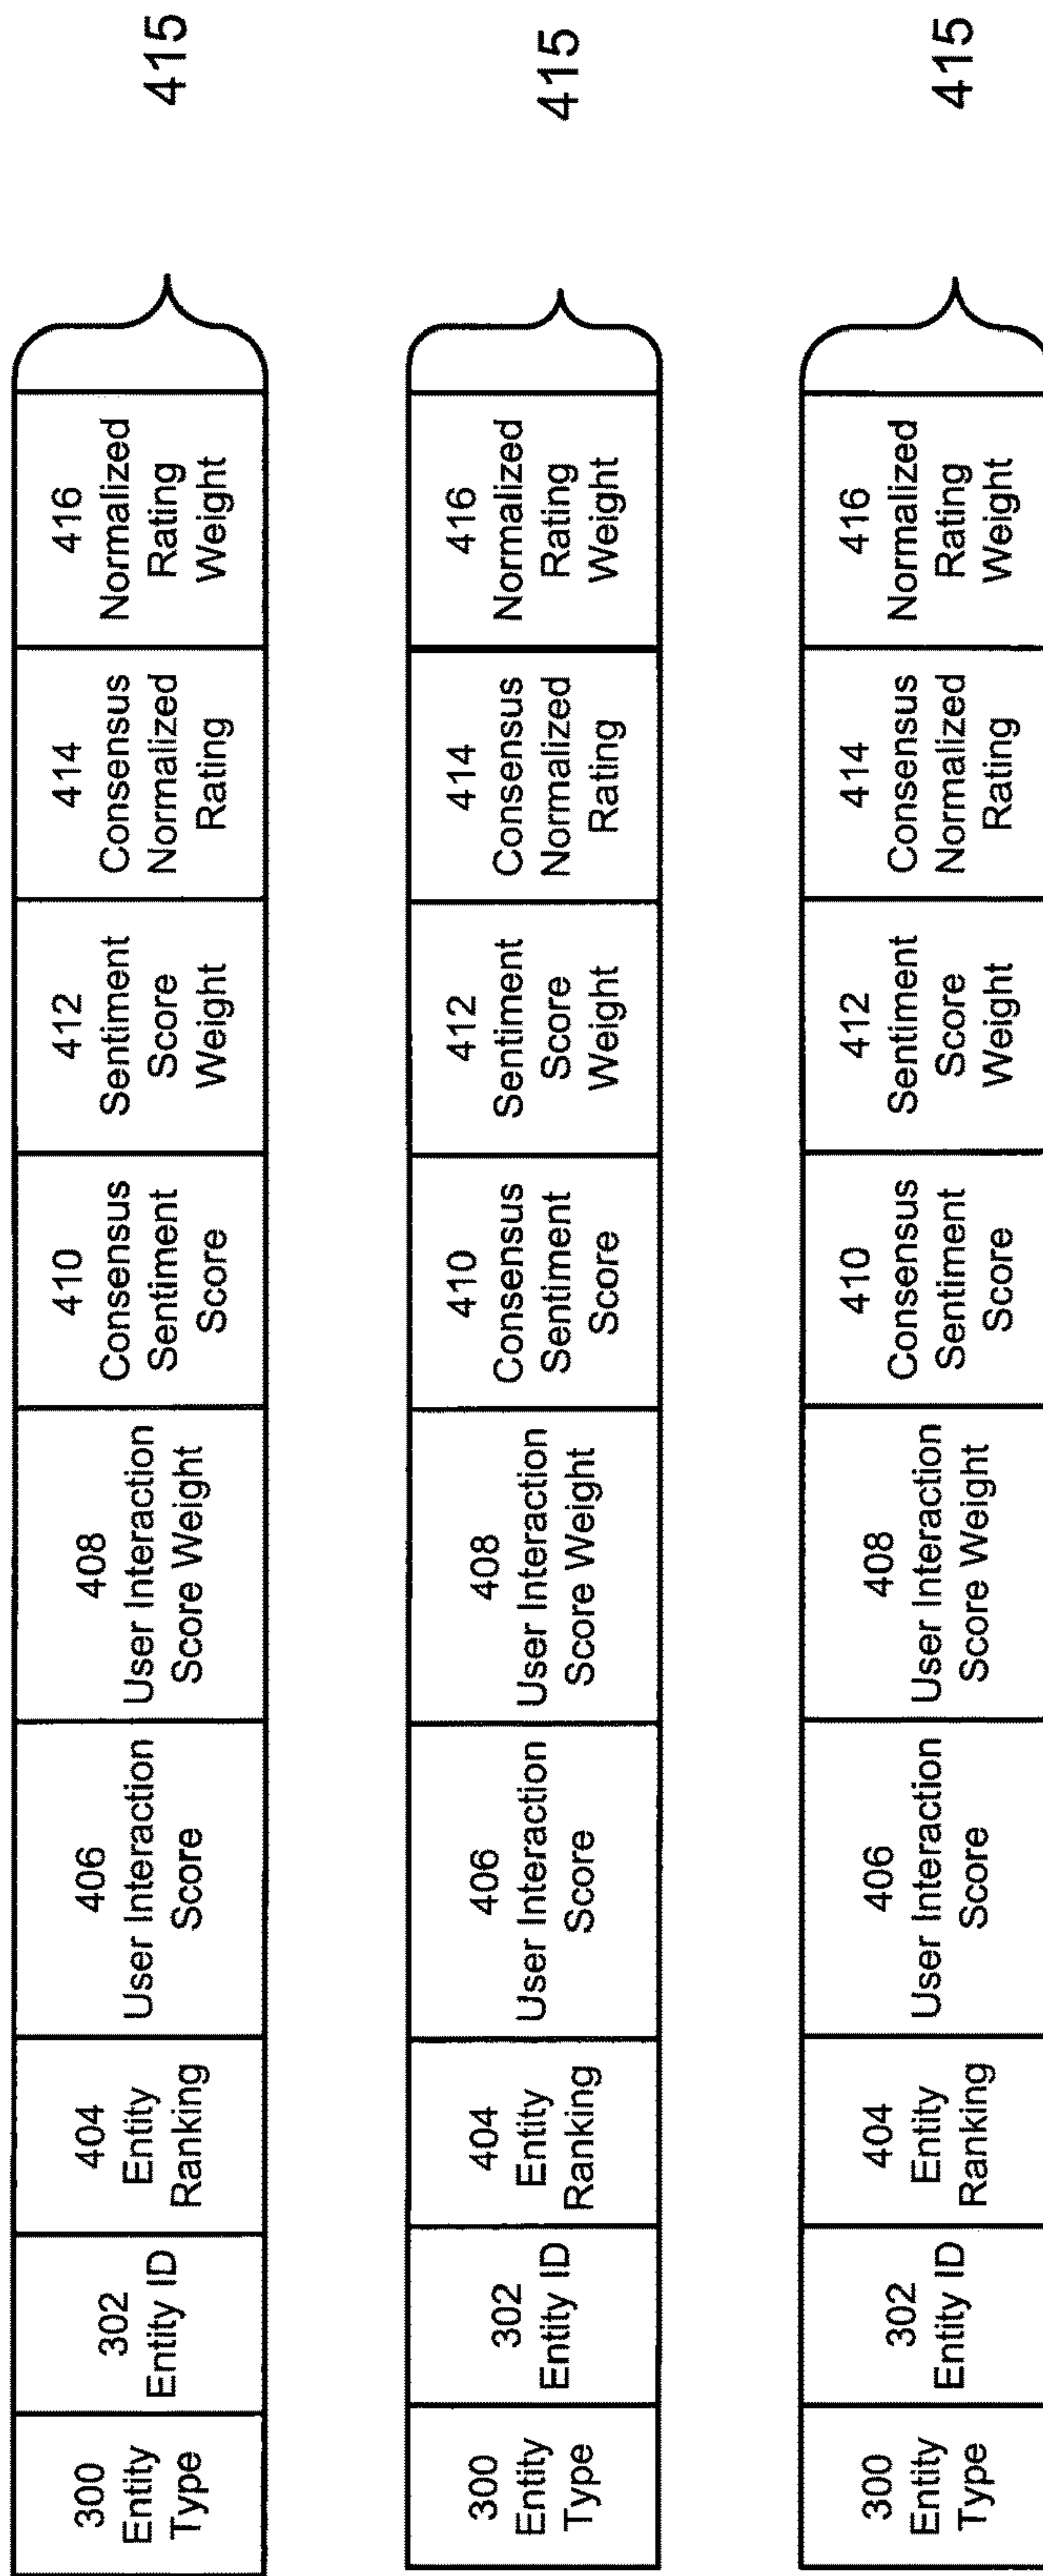 300
Entity
Type
302
Entity ID
404
Entity
Ranking
406
User Interaction
Score
408
User Interaction
Score Weight
410
Consensus
Sentiment
Score
412
Sentiment
Score
Weight
414
Consensus
Normalized
Rating
416
Normalized
Rating
Weight
415
300
Entity
Type
302
Entity ID
404
Entity
Ranking
406
User Interaction
Score
408
User Interaction
Score Weight
410
Consensus
Sentiment
Score
412
Sentiment
Score
Weight
414
Consensus
Normalized
Rating
416
Normalized
Rating
Weight
415
300
Entity
Type
302
Entity ID
404
Entity
Ranking
406
User Interaction
Score
408
User Interaction
Score Weight
410
Consensus
Sentiment
Score
412
Sentiment
Score
Weight
414
Consensus
Normalized
Rating
416
Normalized
Rating
Weight
415